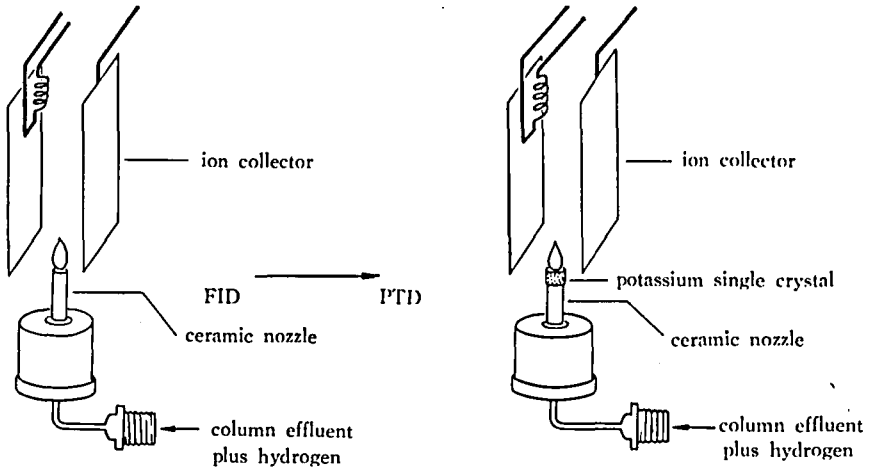 ion collector
FID
ceramic nozzle
column effluent
plus hydrogen
ion collector
potassium single crystal
PTD
ceramic nozzle
column effluent
plus hydrogen